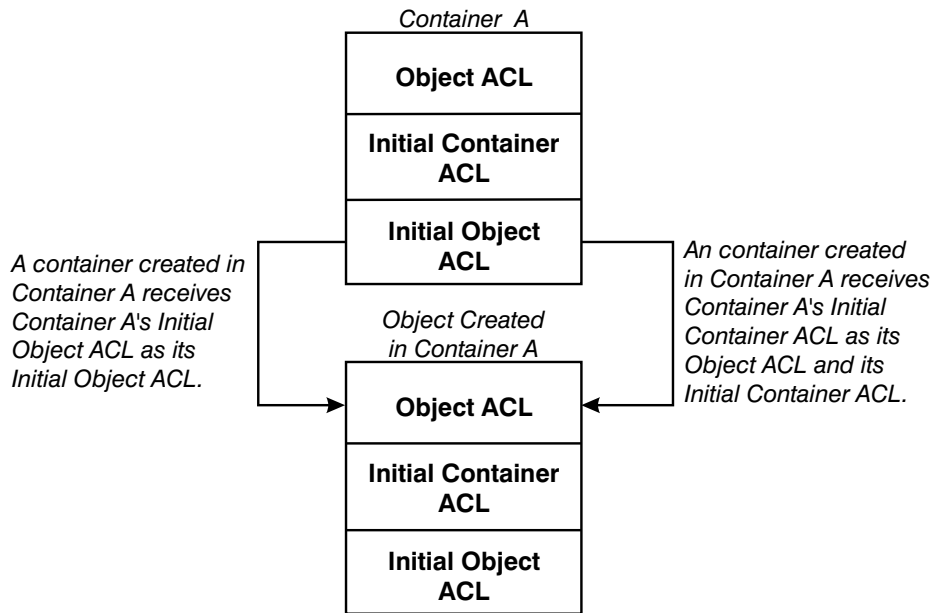 Container A
Object ACL
Initial Container
ACL
Initial Object
ACL
A container created in
Container A receives
Container A's Initial
Object ACL as its
Initial Object ACL.
An container created
in Container A receives
Container A's Initial
Container ACL as its
Object ACL and its
Initial Container ACL.
Object Created
in Container A
Object ACL
Initial Container
ACL
Initial Object
ACL